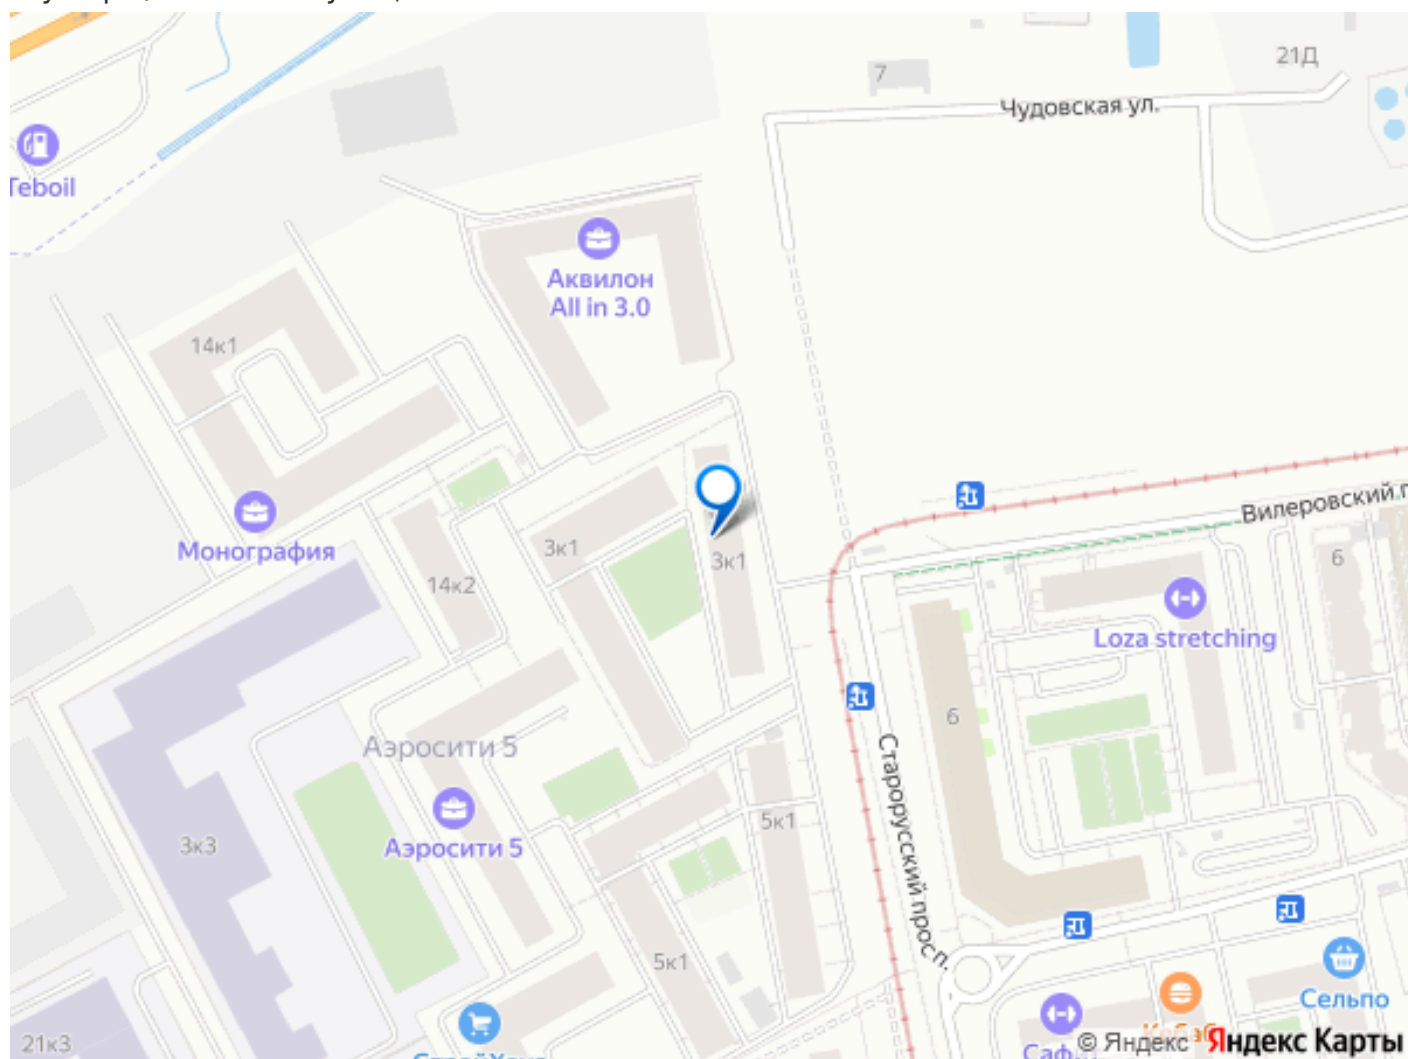 21Д
7
Чудовская ул.
Teboil
Аквилон
All in 3.0
14к1
Вилеровский
Монография
3к1
3к1
6
14к2
Loza stretching
6
Аэросити 5
Старорусский просп.
5к1
3к3
Аэросити 5
5к1
Сельпо
21к3
© Яндекс Яндекс Карты